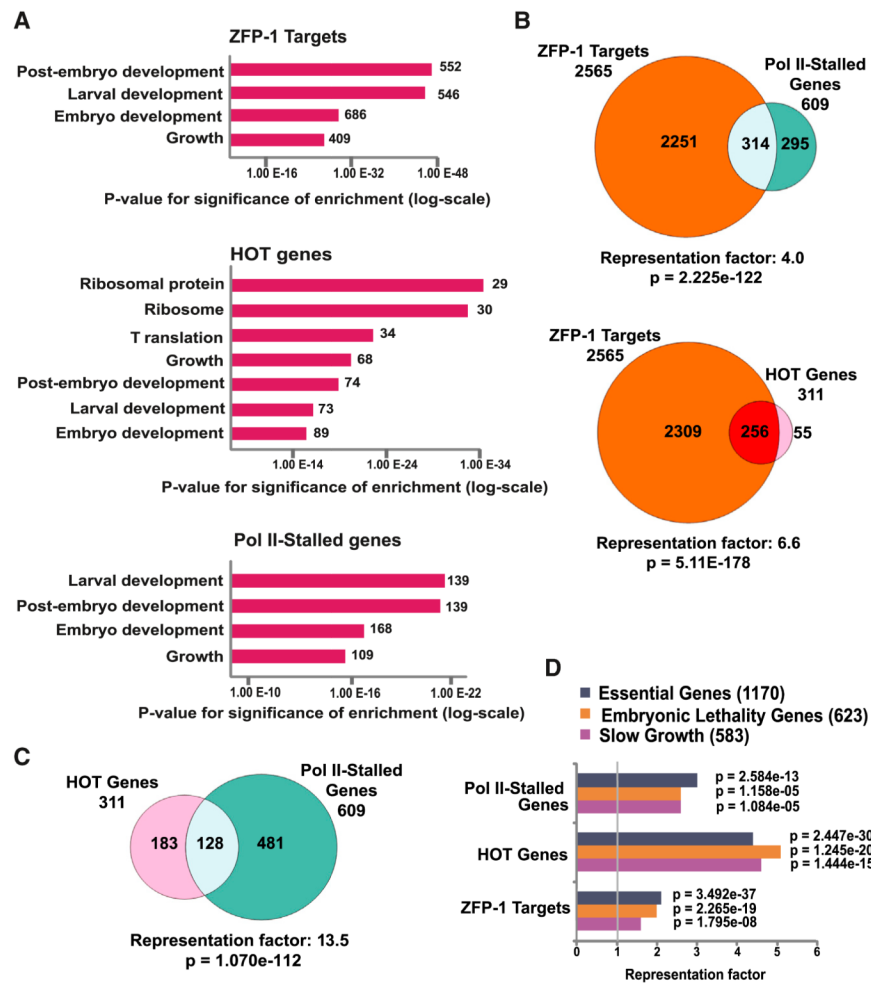 A
ZFP-1 Targets
Post-embryo development 552
Larval development 546
Embryo development 686
Growth 409
1.00 E-16 1.00 E-32 1.00 E-48
P-value for significance of enrichment (log-scale)
HOT genes
Ribosomal protein 29
Ribosome 30
T translation 34
Growth 68
Post-embryo development 74
Larval development 73
Embryo development 89
1.00 E-14 1.00 E-24 1.00 E-34
P-value for significance of enrichment (log-scale)
Pol II-Stalled genes
Larval development 139
Post-embryo development 139
Embryo development 168
Growth 109
1.00 E-10 1.00 E-16 1.00 E-22
P-value for significance of enrichment (log-scale)
B
ZFP-1 Targets
2565
Pol II-Stalled
Genes
609
2251 314 295
Representation factor: 4.0
p = 2.225e-122
ZFP-1 Targets
2565
HOT Genes
311
2309 256 55
Representation factor: 6.6
p = 5.11E-178
C
HOT Genes
311
Pol II-Stalled
Genes
609
183 128 481
Representation factor: 13.5
p = 1.070e-112
D
Essential Genes (1170)
Embryonic Lethality Genes (623)
Slow Growth (583)
Pol II-Stalled
Genes
p = 2.584e-13
p = 1.158e-05
p = 1.084e-05
HOT Genes
p = 2.447e-30
p = 1.245e-20
p = 1.444e-15
ZFP-1 Targets
p = 3.492e-37
p = 2.265e-19
p = 1.795e-08
0 1 2 3 4 5 6
Representation factor